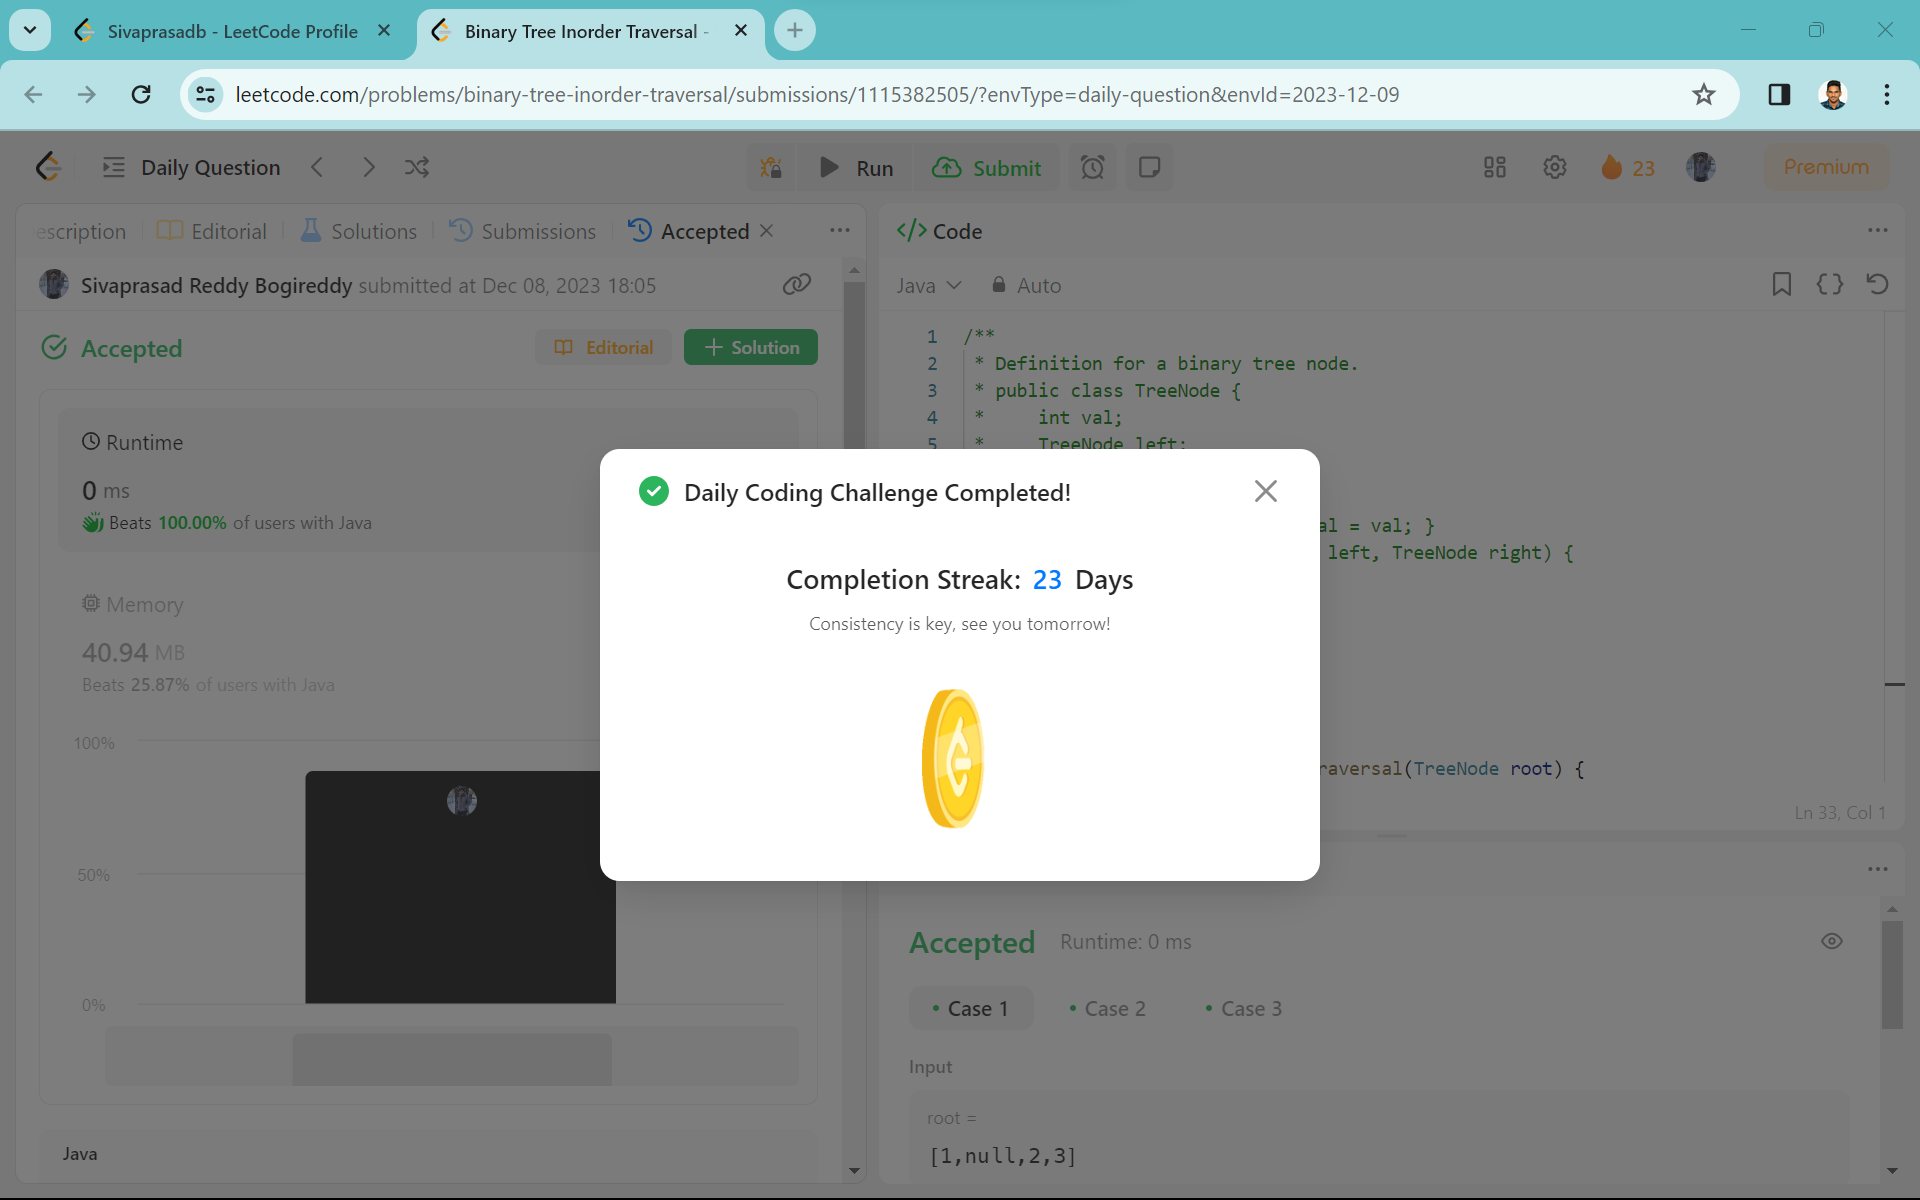 Sivaprasadb - LeetCode Profile
Binary Tree Inorder Traversal -
leetcode.com/problems/binary-tree-inorder-traversal/submissions/1115382505/?envType=daily-question&envId=2023-12-09
Daily Question
Run
Submit
23
Premium
escription
Editorial
Solutions
Submissions
Accepted
Sivaprasad Reddy Bogireddy submitted at Dec 08, 2023 18:05
Accepted
Editorial
+ Solution
Runtime
0 ms
Beats 100.00% of users with Java
Memory
40.94 MB
Beats 25.87% of users with Java
100%
50%
0%
Java
</> Code
Java
Auto
1 /**
2 * Definition for a binary tree node.
3 * public class TreeNode {
4 *     int val;
5 *     TreeNode left;
al = val; }
left, TreeNode right) {
raversal(TreeNode root) {
Ln 33, Col 1
Daily Coding Challenge Completed!
Completion Streak: 23 Days
Consistency is key, see you tomorrow!
Accepted
Runtime: 0 ms
• Case 1
• Case 2
• Case 3
Input
root =
[1,null,2,3]